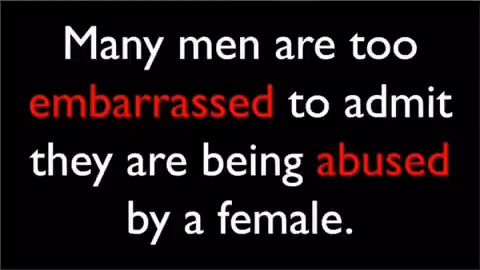 Many men are too
embarrassed to admit
they are being abused
by a female.